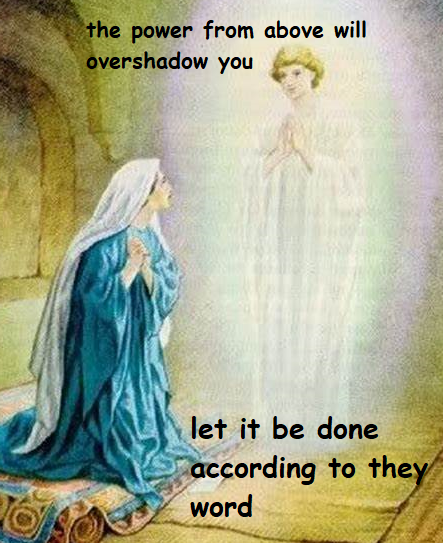 the power from above will
overshadow you
let it be done
according to they
word